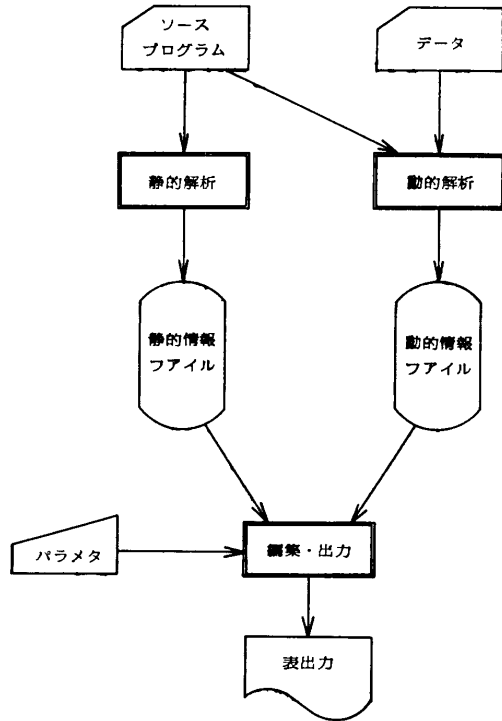 ソース
プログラム
データ
静的解析
動的解析
静的情報
フアイル
動的情報
フアイル
パラメタ
編集・出力
表出力